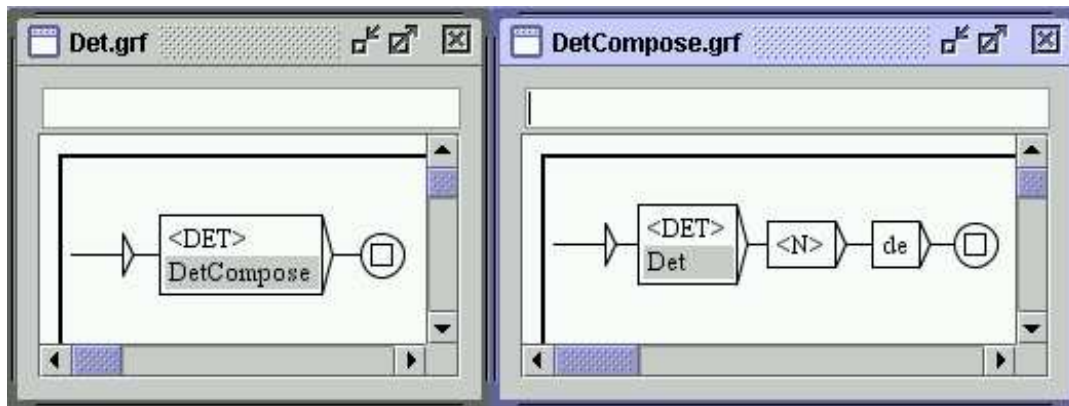 Det.grf
<DET>
DetCompose
DetCompose.grf
<DET>
Det
<N>
de